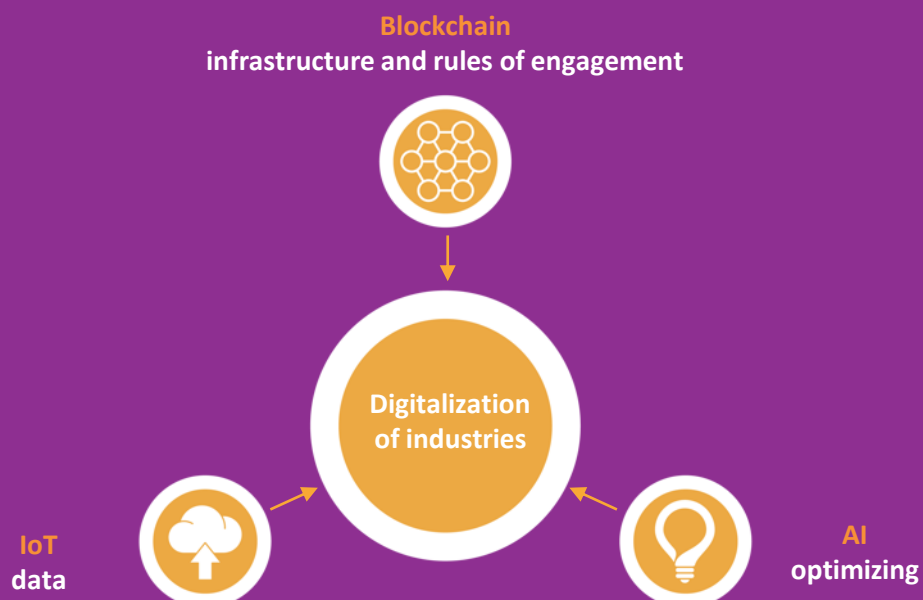 Blockchain
infrastructure and rules of engagement
Digitalization
of industries
IoT
data
AI
optimizing